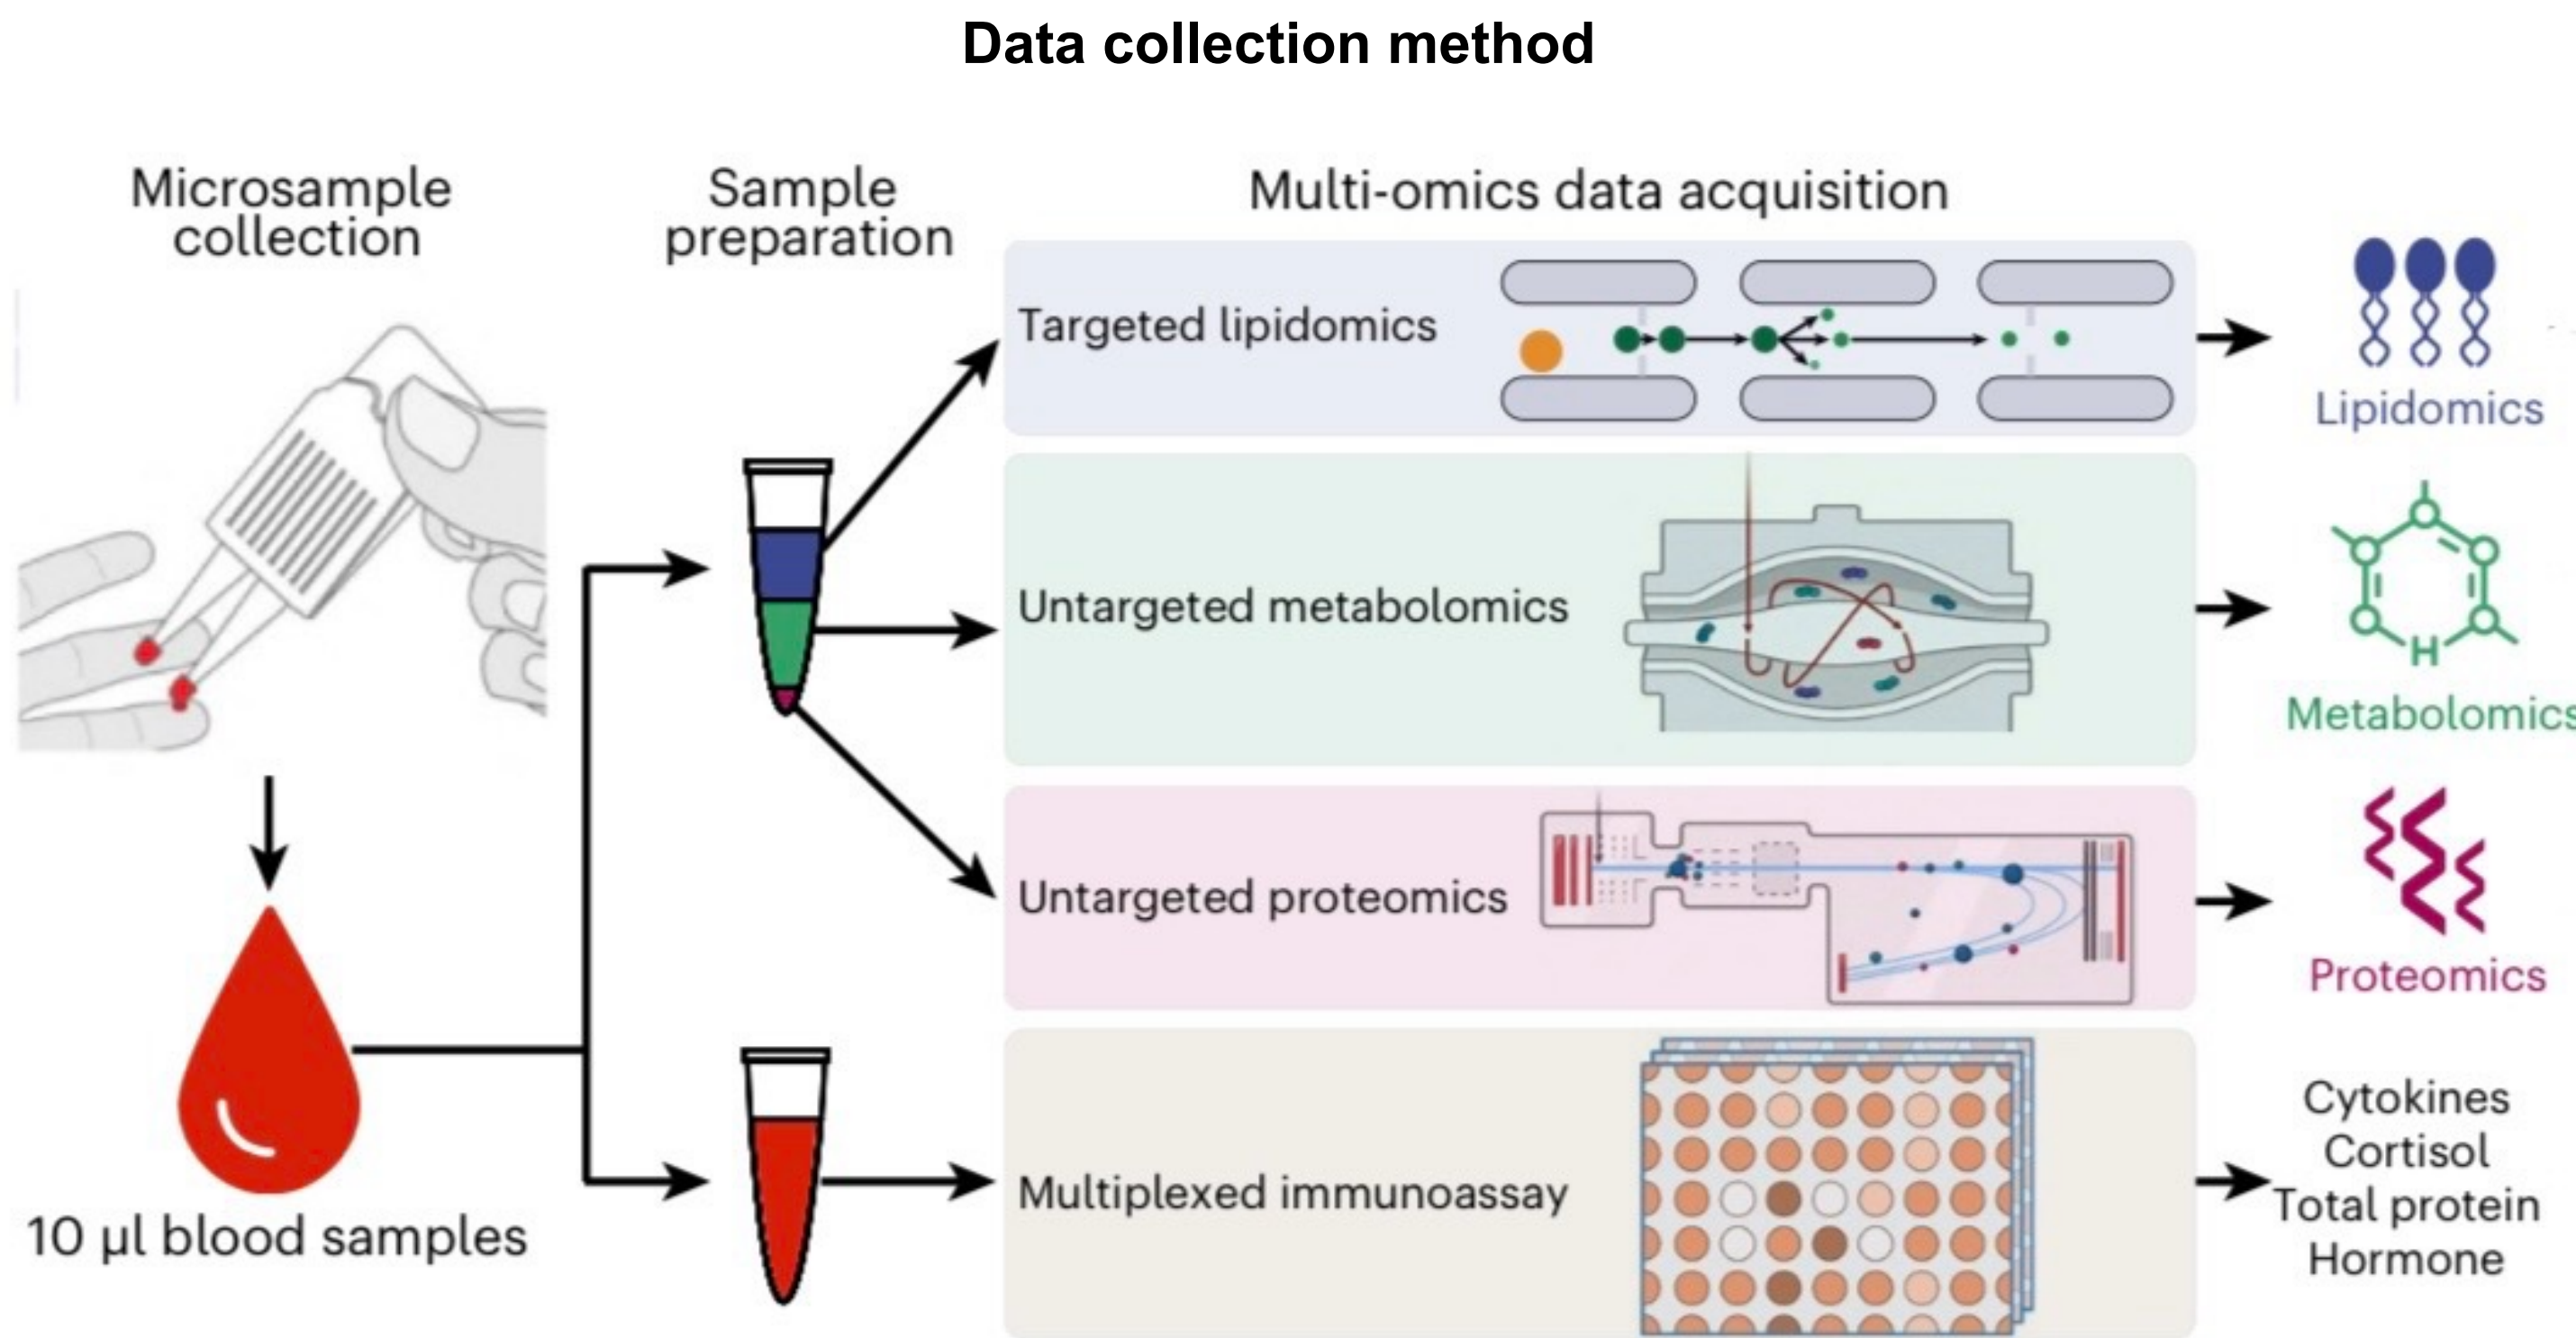 Data collection method
Microsample
collection
Sample
preparation
Multi-omics data acquisition
Targeted lipidomics
Lipidomics
Untargeted metabolomics
H
Metabolomics
Untargeted proteomics
Proteomics
10 µl blood samples
Multiplexed immunoassay
Cytokines
Cortisol
Total protein
Hormone